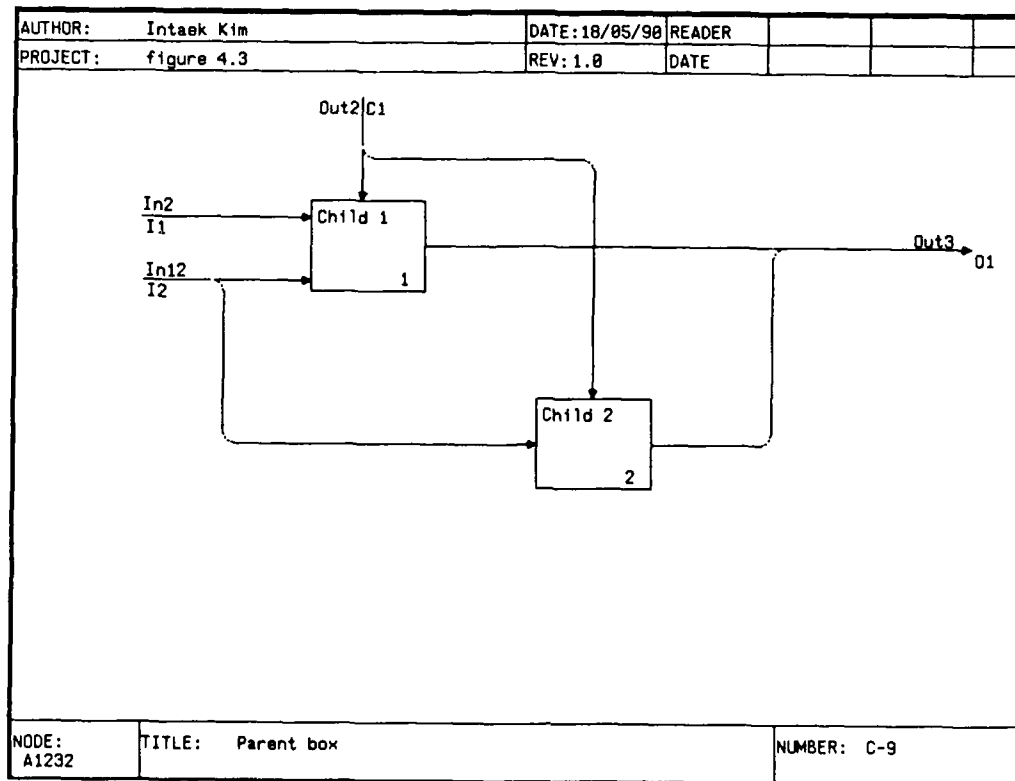 AUTHOR: Intaek Kim DATE:18/05/90 READER
PROJECT: figure 4.3 REV: 1.0 DATE
Out2 C1
In2
I1
Child 1
1
In12
I2
Out3
O1
Child 2
2
NODE: TITLE: Parent box NUMBER: C-9
A1232